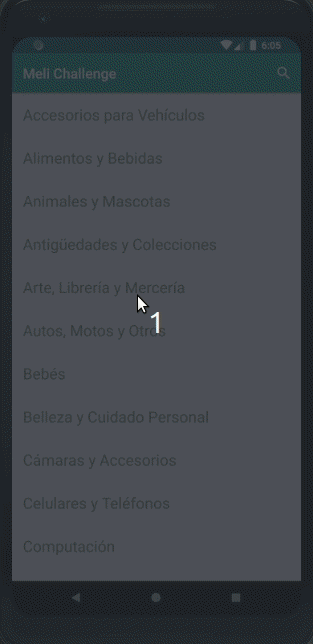 6:05
Meli Challenge
Accesorios para Vehículos
Alimentos y Bebidas
Animales y Mascotas
Antigüedades y Colecciones
Arte, Librería y Mercería
Autos, Motos y Otros
1
Bebés
Belleza y Cuidado Personal
Cámaras y Accesorios
Celulares y Teléfonos
Computación